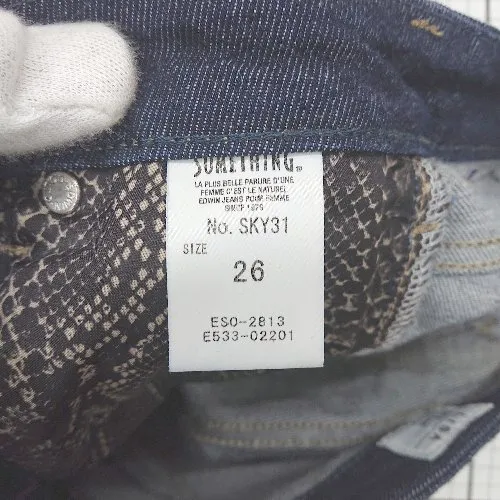 SOMETHING®
LA PLUS BELLE PARURE D'UNE
FEMME C'EST LE NATUREL
EDWIN JEANS POUR FEMME
SINCE 1979
No. SKY31
SIZE
26
ESO-2813
E533-02201